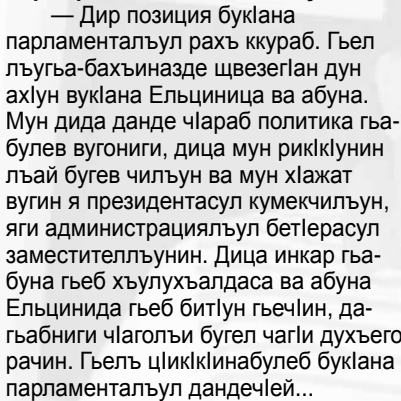 — Дир позиция букӀана
парламенталъул рахъ ккураб. Гьел
лъугьа-бахъиназде щвезегӀан дун
ахӀун вукӀана Ельциница ва абуна.
Мун дида данде чӀараб политика гьа-
булев вугониги, дица мун рикӀкӀунин
лъай бугев чилъун ва мун хӀажат
вугин я президентасул кумекчилъун,
яги администрациялъул бетӀерасул
заместителлъунин. Дица инкар гьа-
буна гьеб хъулухъалдаса ва абуна
Ельцинида гьеб битӀун гьечӀин, да-
гьабниги чӀаголъи бугел чагӀи духъего
рачин. Гьелъ цӀикӀкӀинабулеб букӀана
парламенталъул дандечӀей...